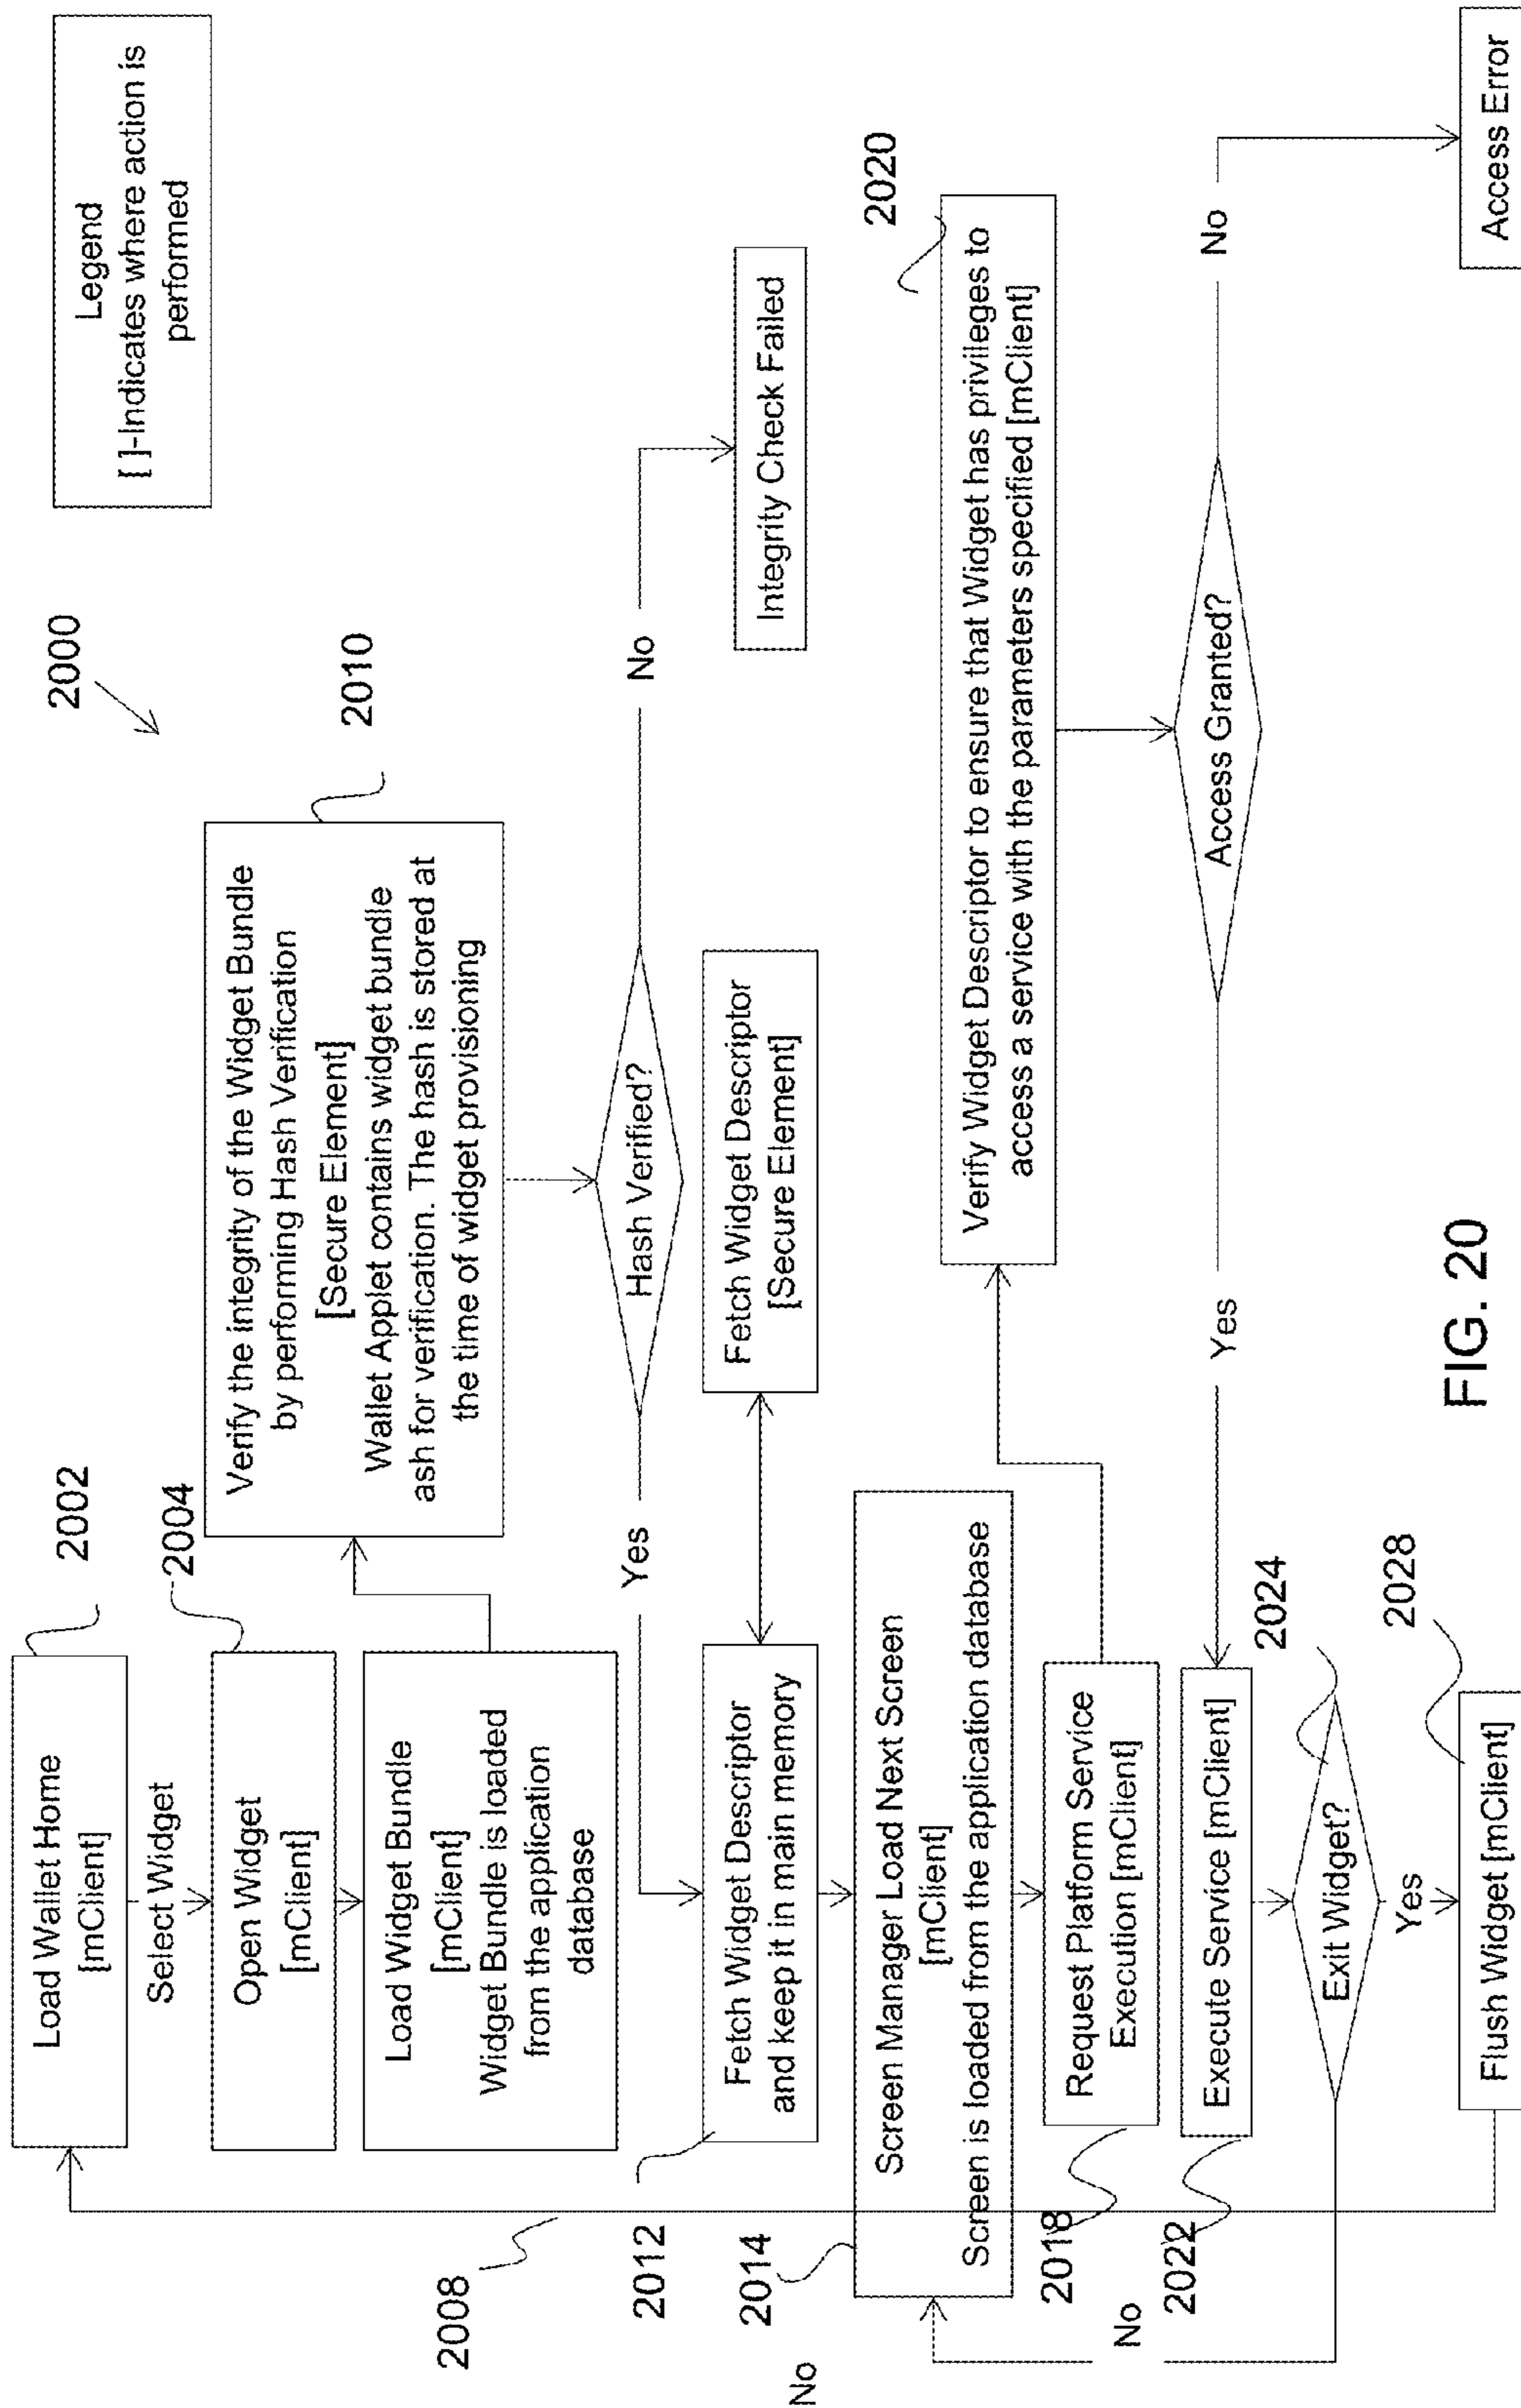 2000
Legend
[ ]-Indicates where action is
performed
2002
Load Wallet Home
[mClient]
Select Widget
2004
Open Widget
[mClient]
Load Widget Bundle
[mClient]
Widget Bundle is loaded
from the application
database
2010
Verify the integrity of the Widget Bundle
by performing Hash Verification
[Secure Element]
Wallet Applet contains widget bundle
ash for verification. The hash is stored at
the time of widget provisioning
Hash Verified?
Yes
No
Integrity Check Failed
2008
2012
Fetch Widget Descriptor
and keep it in main memory
Fetch Widget Descriptor
[Secure Element]
2014
Screen Manager Load Next Screen
[mClient]
Screen is loaded from the application database
No
2018
Request Platform Service
Execution [mClient]
2020
Verify Widget Descriptor to ensure that Widget has privileges to
access a service with the parameters specified [mClient]
Access Granted?
Yes
No
Access Error
2022
Execute Service [mClient]
2024
Exit Widget?
No
Yes
2028
Flush Widget [mClient]
FIG. 20